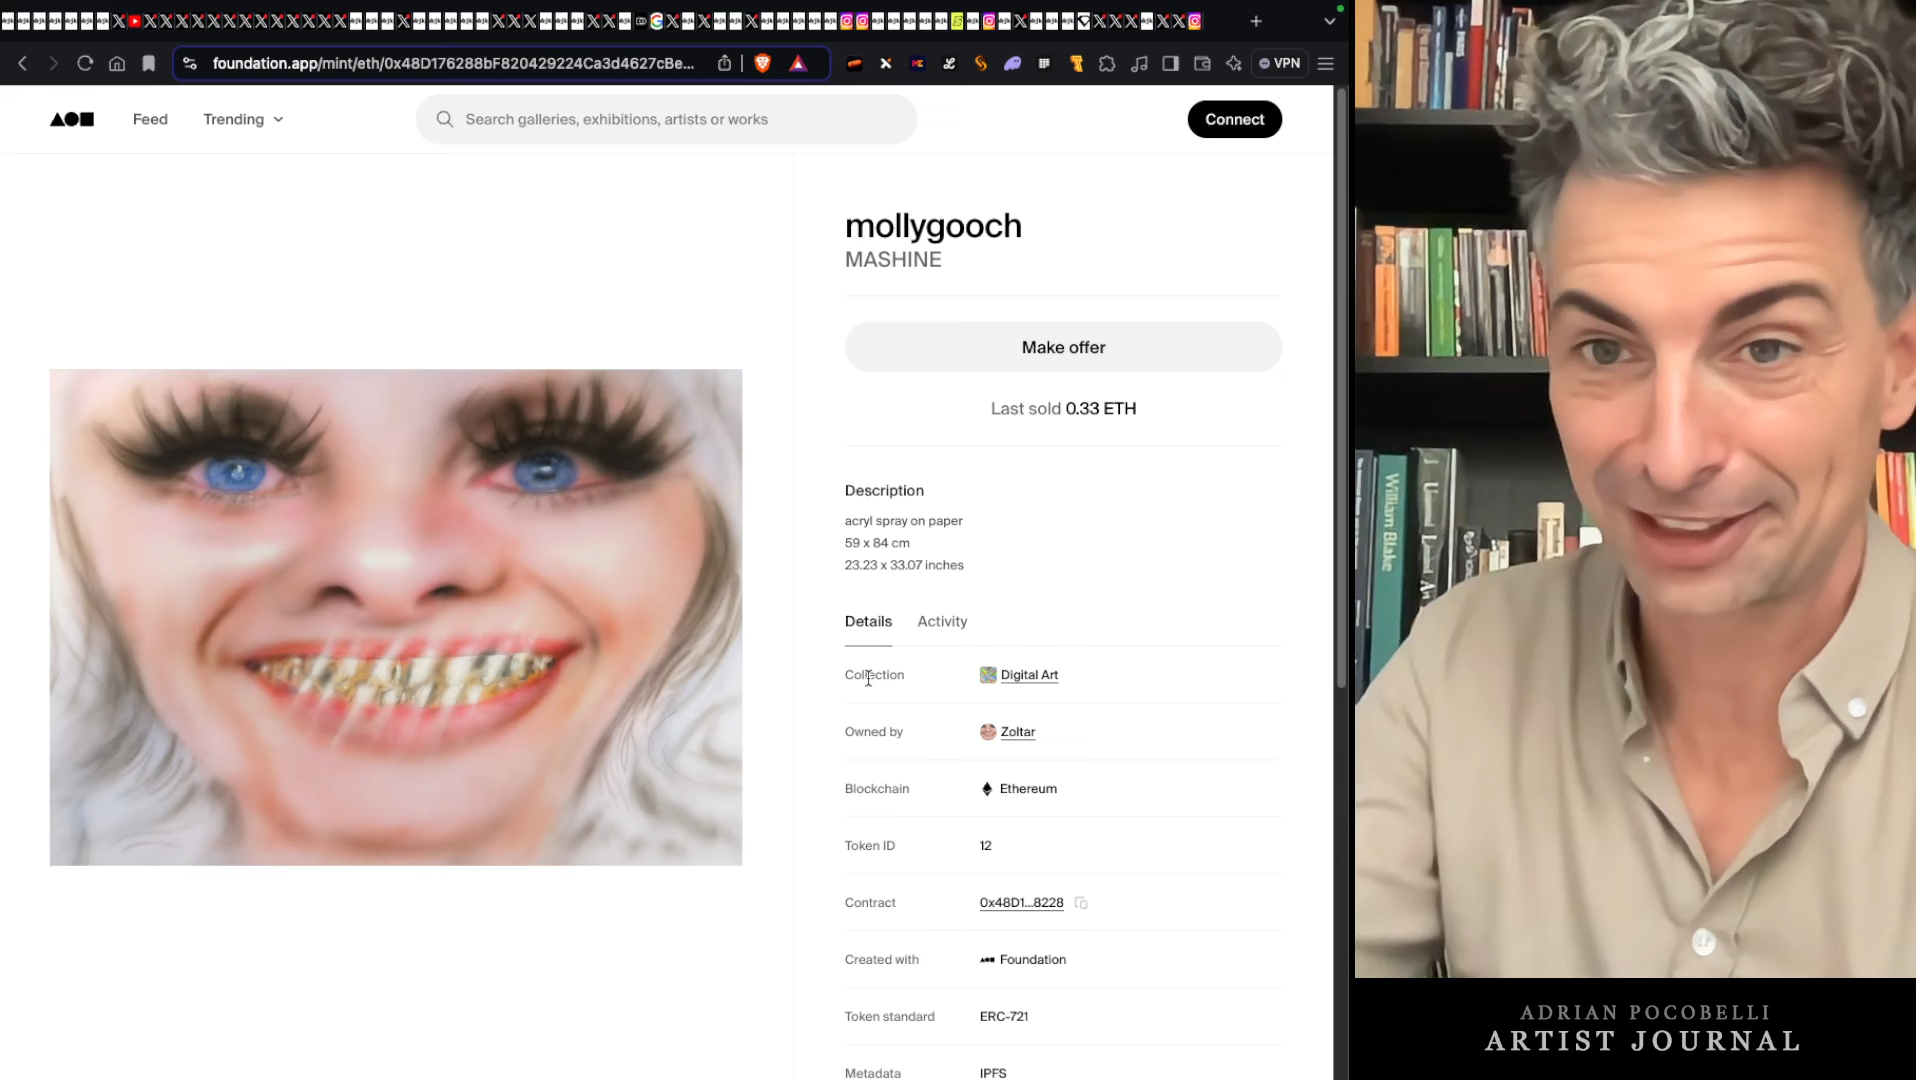 foundation.app/mint/eth/0x48D176288bF820429224Ca3d4627cBe...
VPN
Feed
Trending
Search galleries, exhibitions, artists or works
Connect
mollygooch
MASHINE
Make offer
Last sold 0.33 ETH
Description
acryl spray on paper
59 x 84 cm
23.23 x 33.07 inches
Details
Activity
Collection
Digital Art
Owned by
Zoltar
Blockchain
Ethereum
Token ID
12
Contract
0x48D1...8228
Created with
Foundation
Token standard
ERC-721
Metadata
IPFS
William Blake
ADRIAN POCOBELLI
ARTIST JOURNAL